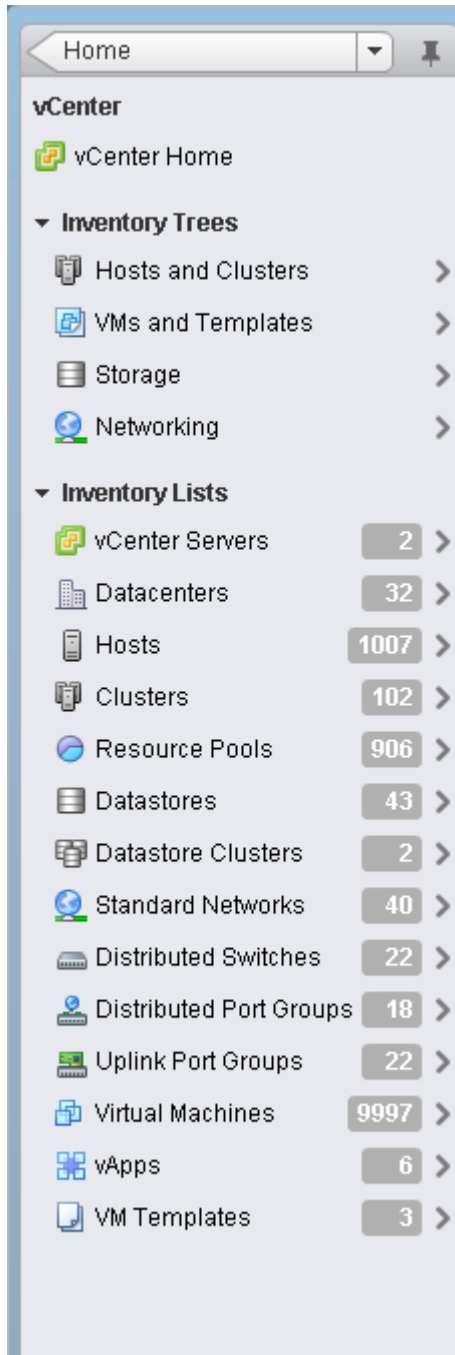 Home
vCenter
vCenter Home
Inventory Trees
Hosts and Clusters
VMs and Templates
Storage
Networking
Inventory Lists
vCenter Servers 2
Datacenters 32
Hosts 1007
Clusters 102
Resource Pools 906
Datastores 43
Datastore Clusters 2
Standard Networks 40
Distributed Switches 22
Distributed Port Groups 18
Uplink Port Groups 22
Virtual Machines 9997
vApps 6
VM Templates 3